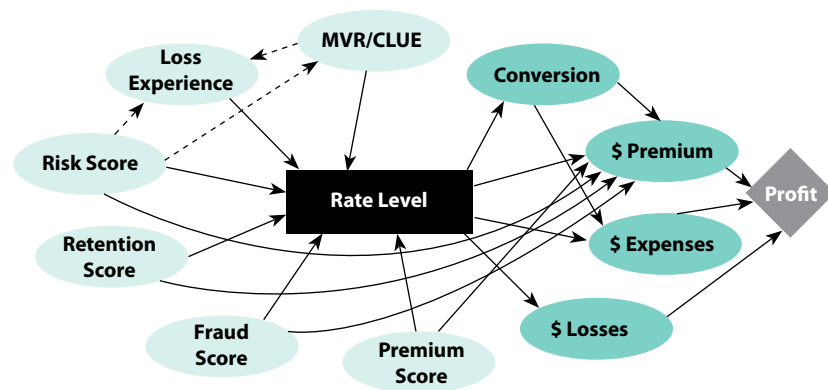 MVR/CLUE
Loss
Experience
Conversion
Risk Score
$ Premium
Rate Level
Profit
Retention
Score
$ Expenses
Fraud
Score
Premium
Score
$ Losses